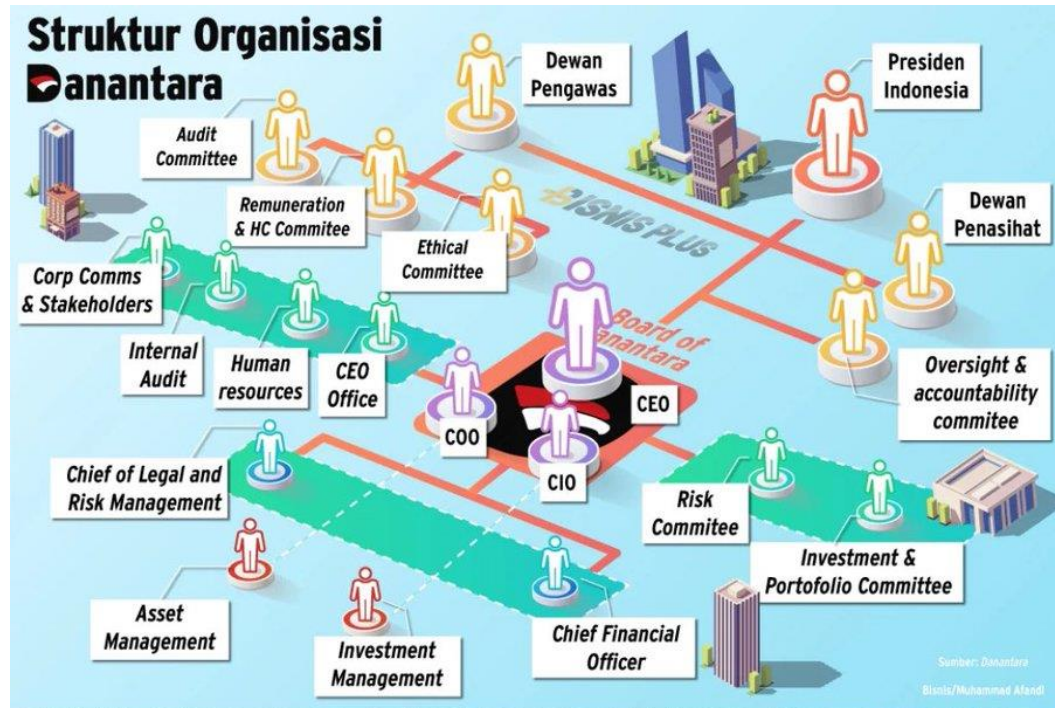 Struktur Organisasi
Danantara
Dewan
Pengawas
Presiden
Indonesia
Audit
Committee
Remuneration
& HC Commitee
Ethical
Committee
BISNIS PLUS
Dewan
Penasihat
Corp Comms
& Stakeholders
Internal
Audit
Human
resources
CEO
Office
Board of
Danantara
Oversight &
accountability
commitee
COO
CEO
CIO
Chief of Legal and
Risk Management
Risk
Commitee
Investment &
Portofolio Committee
Asset
Management
Investment
Management
Chief Financial
Officer
Sumber: Danantara
Bisnis/Muhammad Afandi